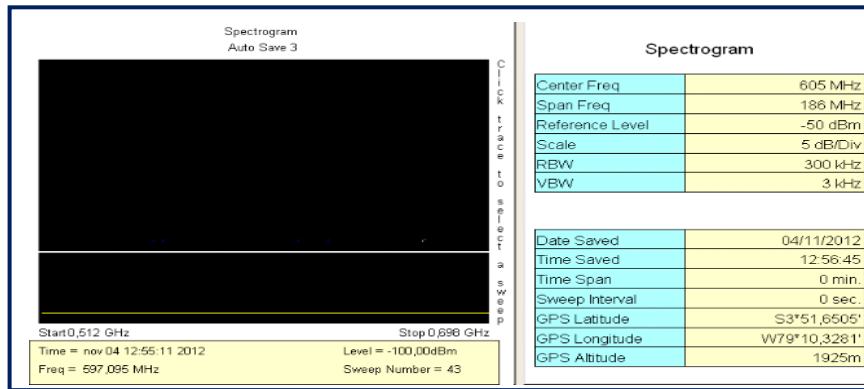 Spectrogram
Auto Save 3
Click trace to select a sweep
Start0,512 GHz Stop 0,698 GHz
Time = nov 04 12:55:11 2012 Level = -100,00dBm
Freq = 597,095 MHz Sweep Number = 43
Spectrogram
Center Freq 605 MHz
Span Freq 186 MHz
Reference Level -50 dBm
Scale 5 dB/Div
RBW 300 kHz
VBW 3 kHz
Date Saved 04/11/2012
Time Saved 12:56:45
Time Span 0 min.
Sweep Interval 0 sec.
GPS Latitude S3*51,6505'
GPS Longitude W79*10,3281'
GPS Altitude 1925m